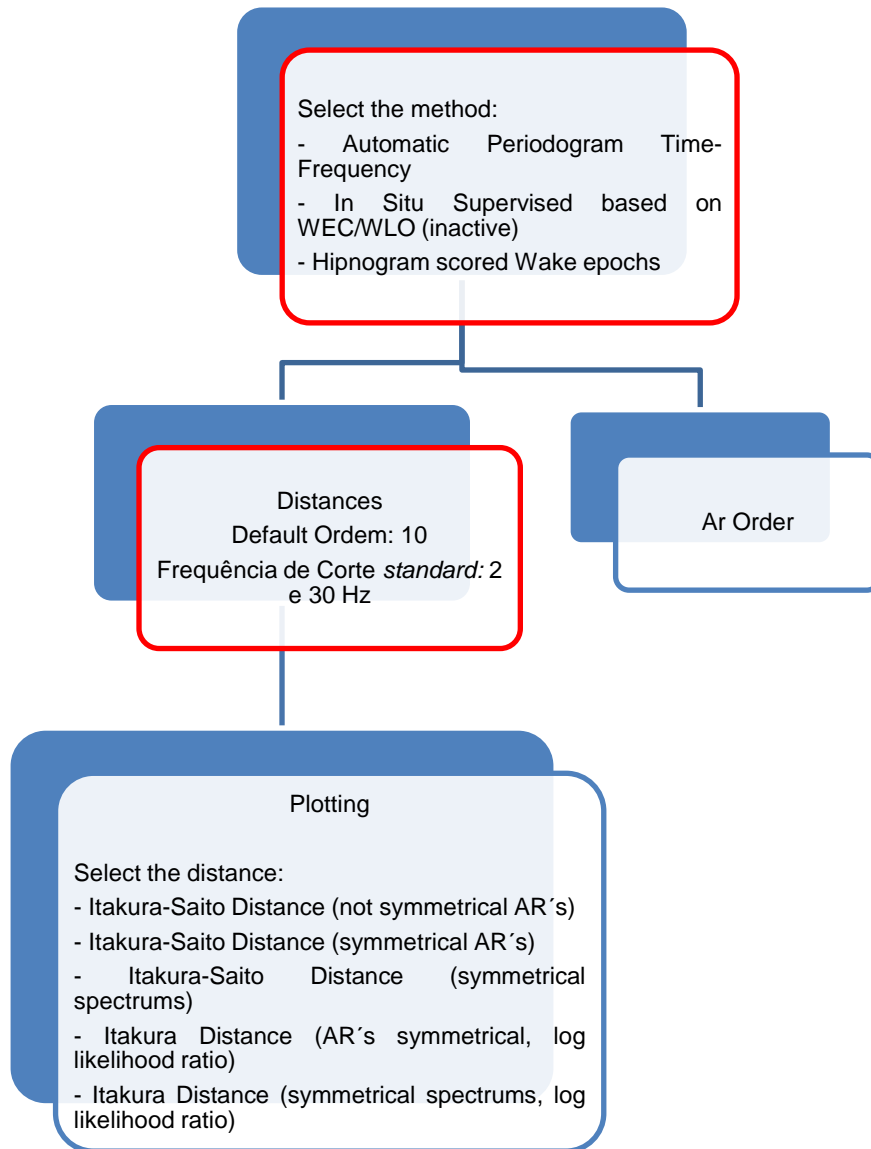 Select the method:
- Automatic Periodogram Time-
Frequency
- In Situ Supervised based on
WEC/WLO (inactive)
- Hipnogram scored Wake epochs
Distances
Default Ordem: 10
Frequência de Corte standard: 2
e 30 Hz
Ar Order
Plotting
Select the distance:
- Itakura-Saito Distance (not symmetrical AR´s)
- Itakura-Saito Distance (symmetrical AR´s)
- Itakura-Saito Distance (symmetrical
spectrums)
- Itakura Distance (AR´s symmetrical, log
likelihood ratio)
- Itakura Distance (symmetrical spectrums, log
likelihood ratio)